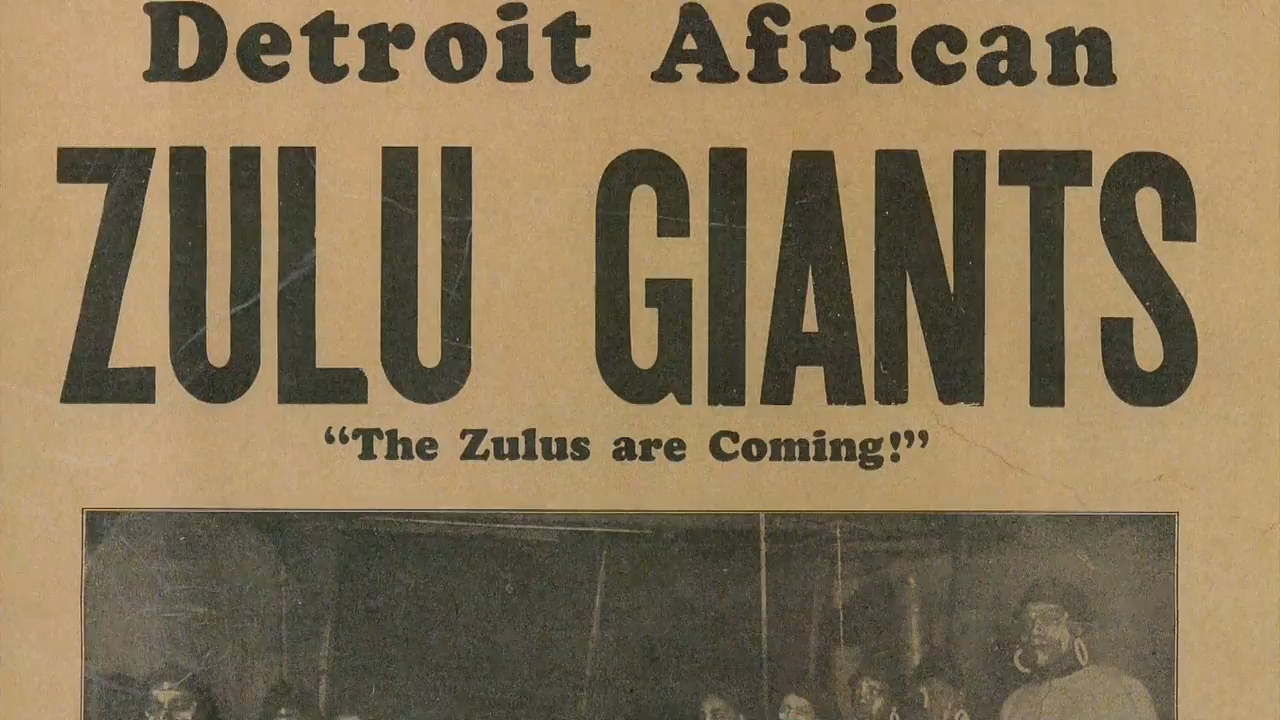 Detroit African
ZULU GIANTS
“The Zulus are Coming!”